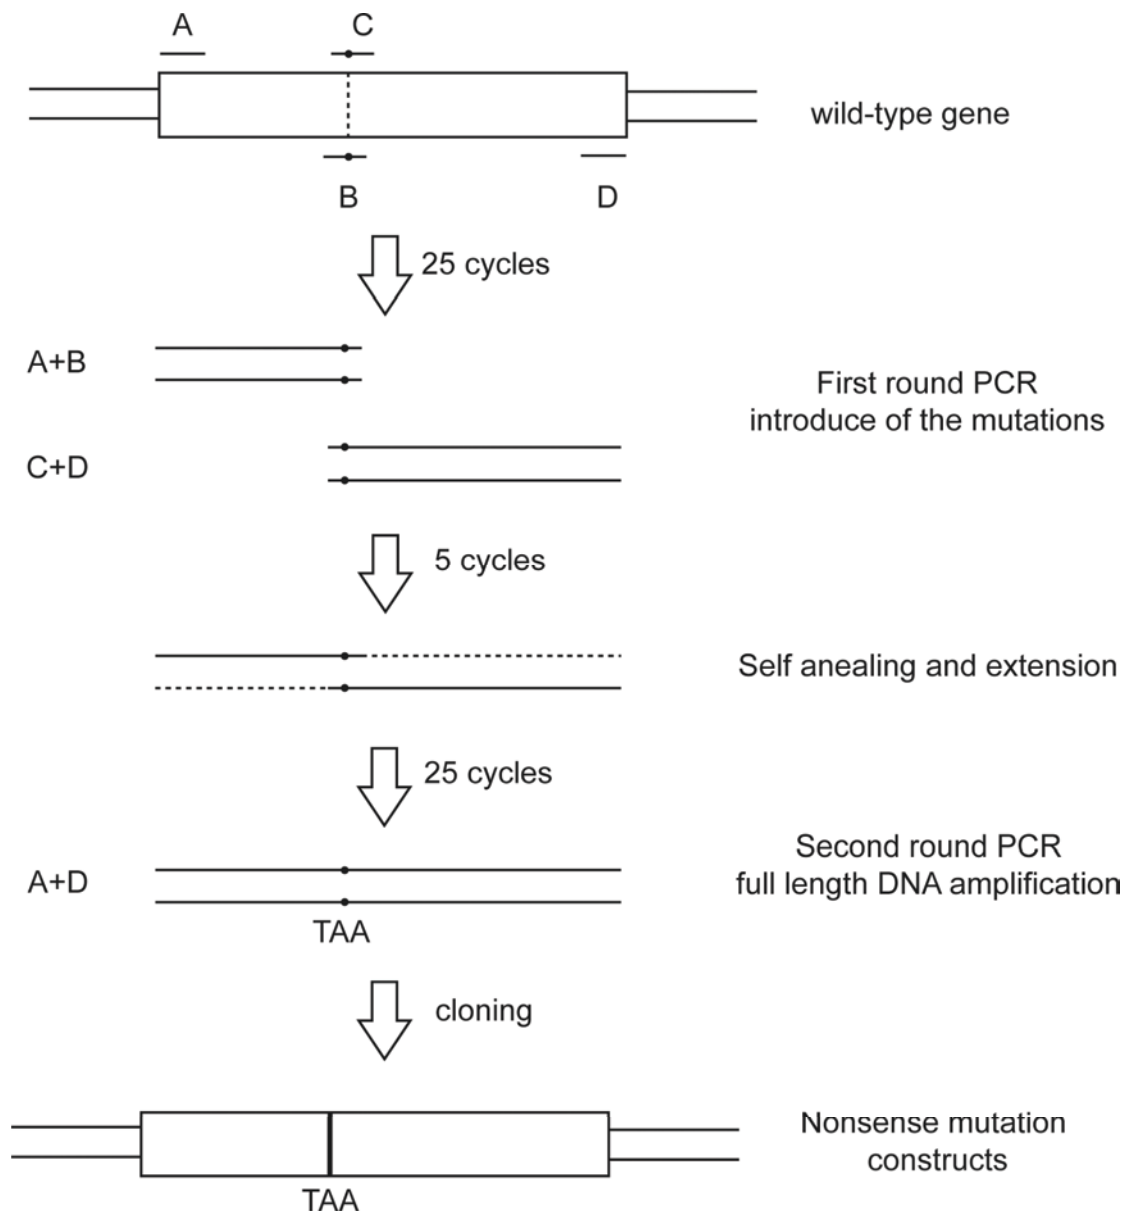 A
C
wild-type gene
B
D
25 cycles
A+B
First round PCR
introduce of the mutations
C+D
5 cycles
Self anealing and extension
25 cycles
Second round PCR
A+D
full length DNA amplification
TAA
cloning
Nonsense mutation
constructs
TAA